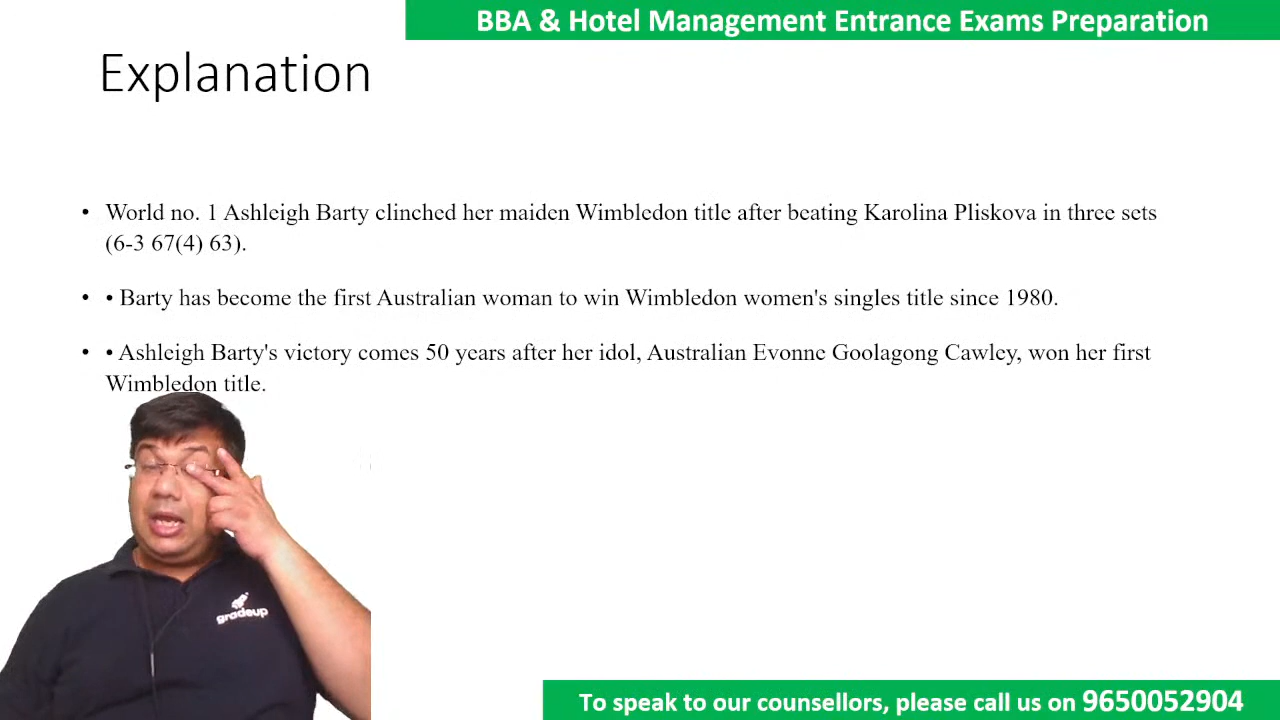 BBA & Hotel Management Entrance Exams Preparation
Explanation
• World no. 1 Ashleigh Barty clinched her maiden Wimbledon title after beating Karolina Pliskova in three sets
(6-3 67(4) 63).
• • Barty has become the first Australian woman to win Wimbledon women's singles title since 1980.
• • Ashleigh Barty's victory comes 50 years after her idol, Australian Evonne Goolagong Cawley, won her first
Wimbledon title.
gradeup
To speak to our counsellors, please call us on 9650052904